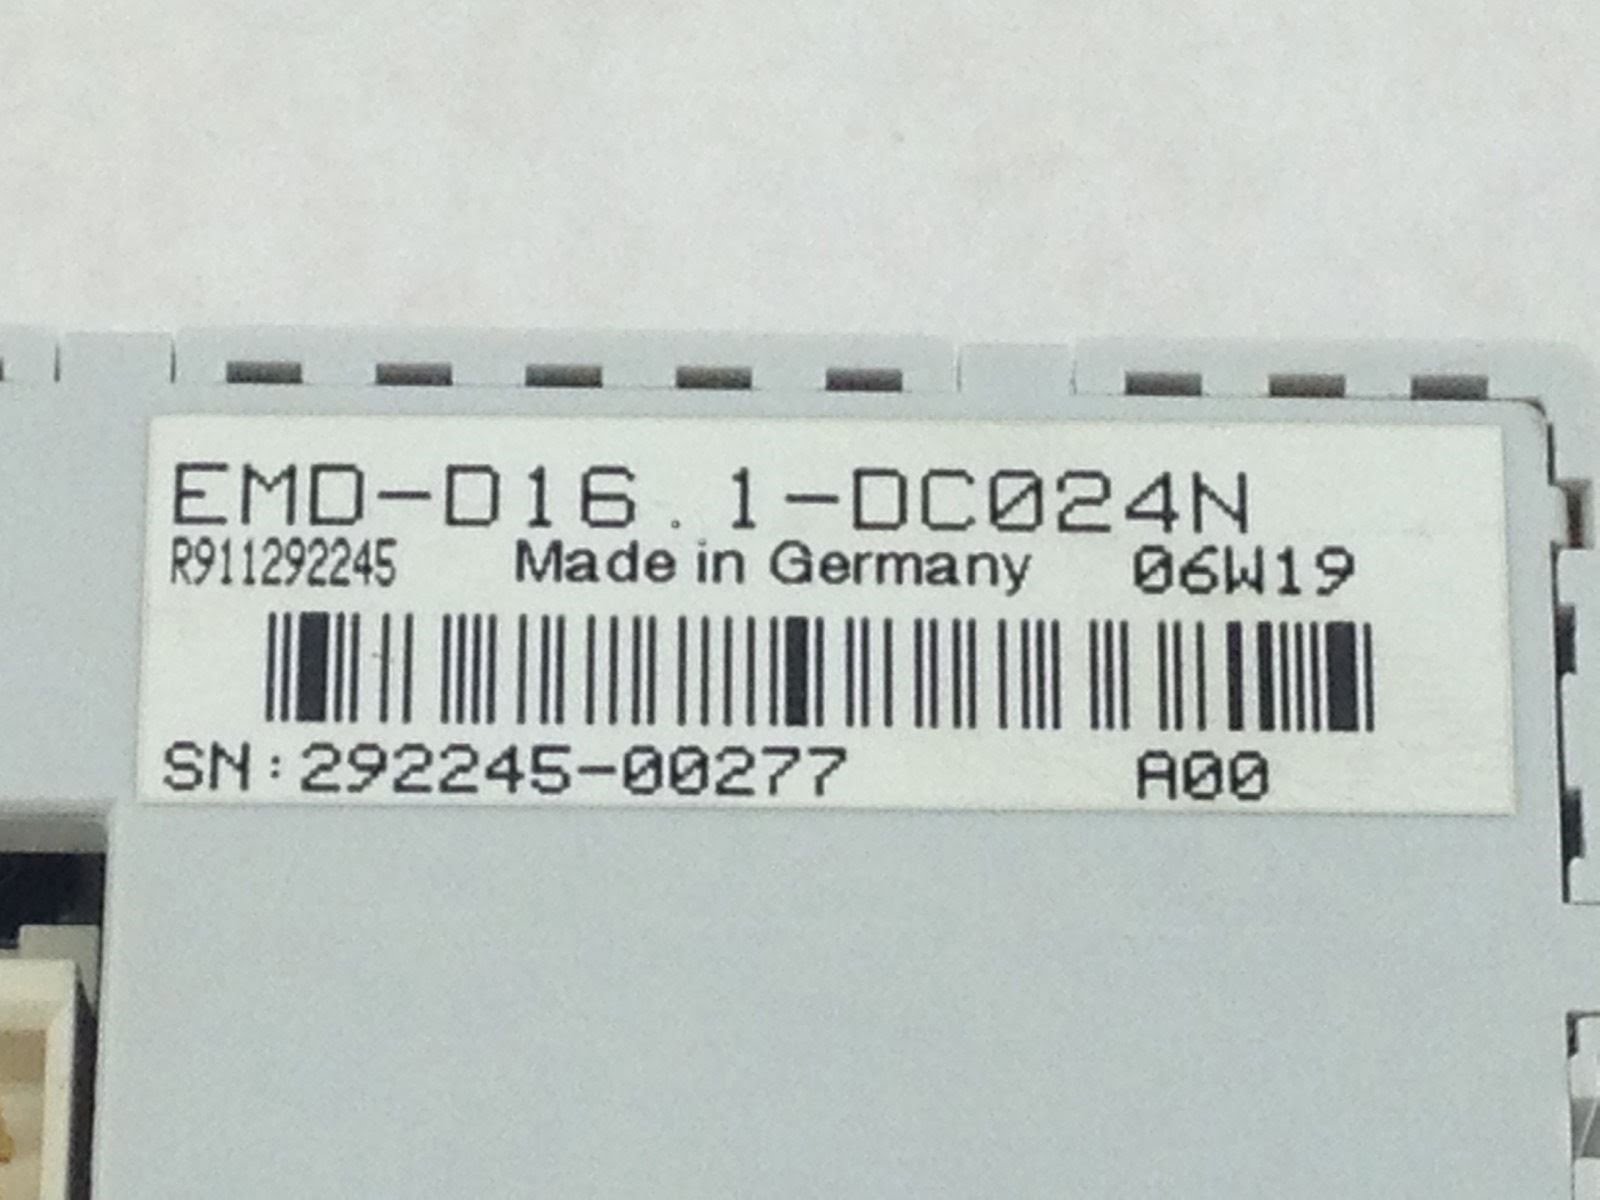 EMD-D16.1-DC024N
R911292245 Made in Germany 06W19
SN:292245-00277 A00